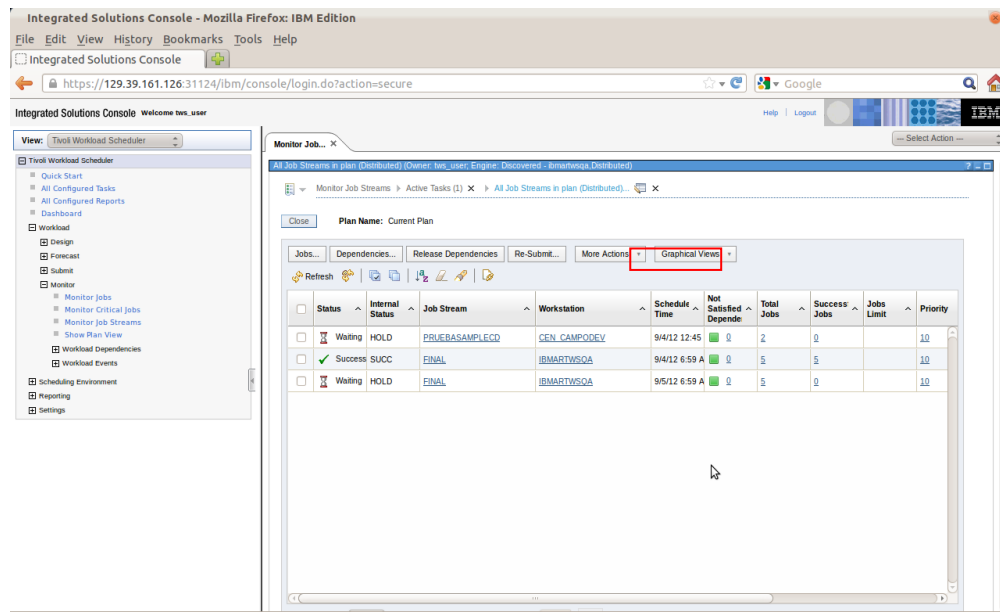 Integrated Solutions Console - Mozilla Firefox: IBM Edition
File Edit View History Bookmarks Tools Help
Integrated Solutions Console
https://129.39.161.126:31124/ibm/console/login.do?action=secure
Google
Integrated Solutions Console Welcome tws_user
Help | Logout
IBM
View: Tivoli Workload Scheduler
Monitor Job... X
--- Select Action ---
Tivoli Workload Scheduler
Quick Start
All Configured Tasks
All Configured Reports
Dashboard
Workload
Design
Forecast
Submit
Monitor
Monitor Jobs
Monitor Critical Jobs
Monitor Job Streams
Show Plan View
Workload Dependencies
Workload Events
Scheduling Environment
Reporting
Settings
All Job Streams in plan (Distributed) (Owner: tws_user; Engine: Discovered - ibmartwsqa,Distributed)
Monitor Job Streams Active Tasks (1) X All Job Streams in plan (Distributed)... X
Close Plan Name: Current Plan
Jobs... Dependencies... Release Dependencies Re-Submit... More Actions Graphical Views
Refresh
Status Internal Status Job Stream Workstation Schedule Time Not Satisfied Depende Total Jobs Success Jobs Jobs Limit Priority
Waiting HOLD PRUEBASAMPLECD CEN_CAMPODEV 9/4/12 12:45 0 2 0 10
Success SUCC FINAL IBMARTWSQA 9/4/12 6:59 A 0 5 5 10
Waiting HOLD FINAL IBMARTWSQA 9/5/12 6:59 A 0 5 0 10